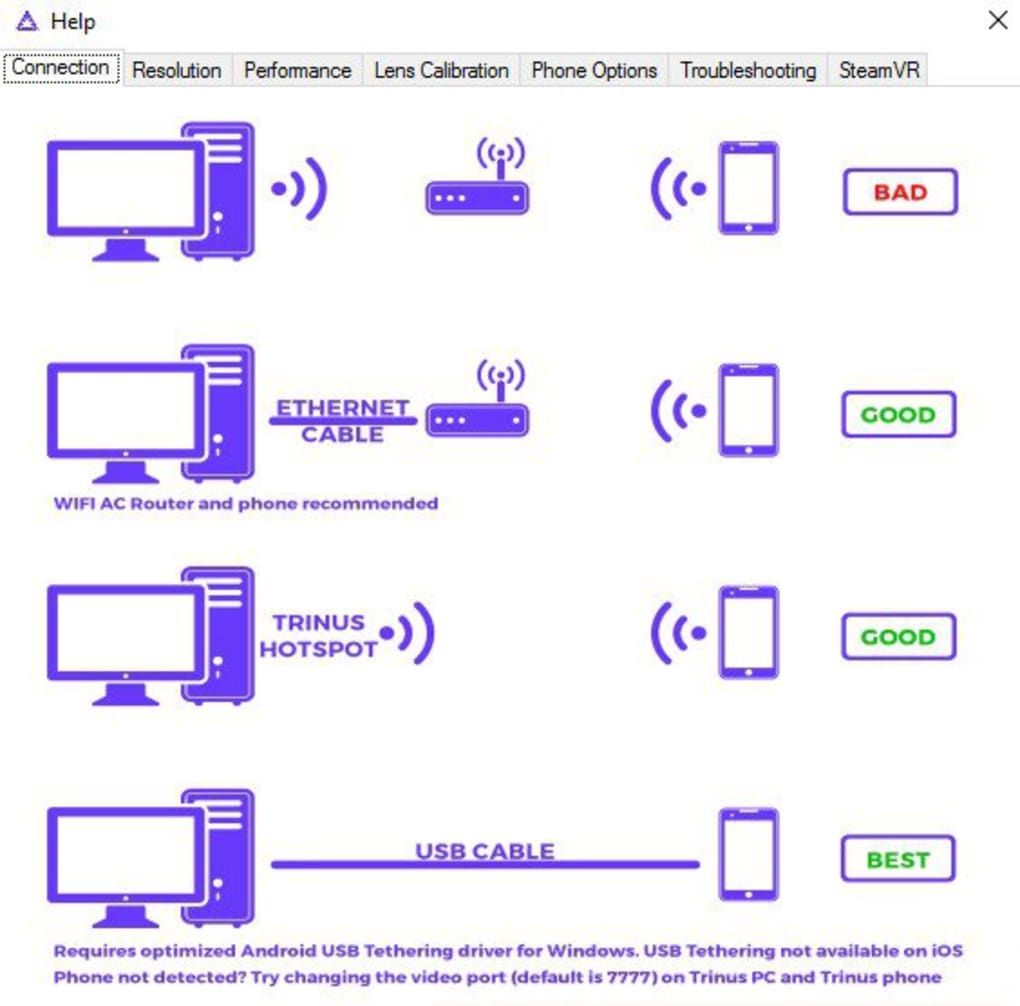 Help
Connection Resolution Performance Lens Calibration Phone Options Troubleshooting SteamVR
BAD
ETHERNET
CABLE
GOOD
WIFI AC Router and phone recommended
TRINUS
HOTSPOT
GOOD
USB CABLE
BEST
Requires optimized Android USB Tethering driver for Windows. USB Tethering not available on iOS
Phone not detected? Try changing the video port (default is 7777) on Trinus PC and Trinus phone